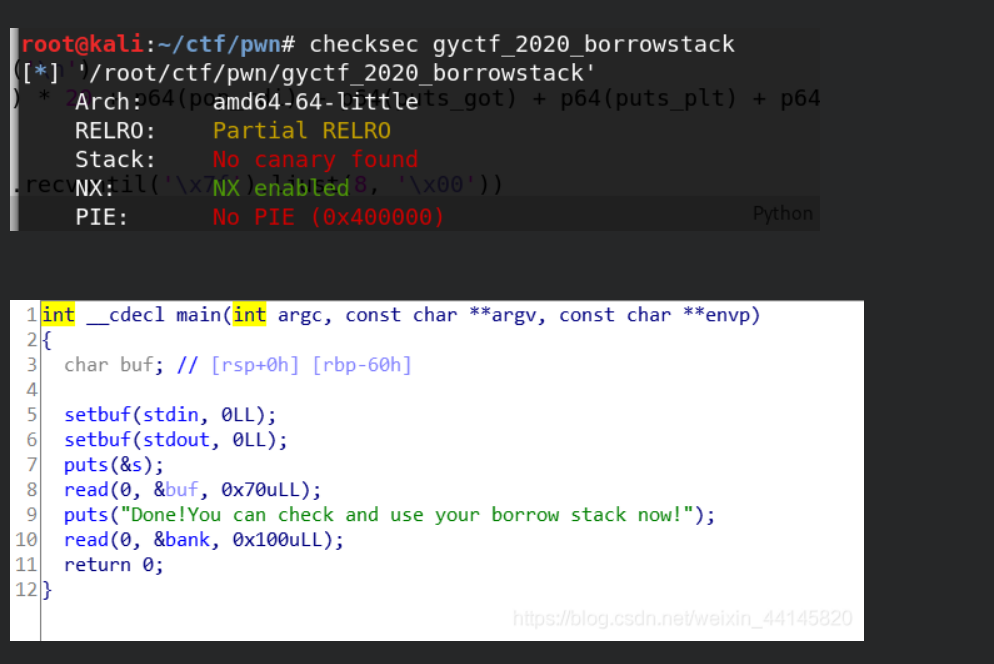 root@kali:~/ctf/pwn# checksec gyctf_2020_borrowstack
[*] '/root/ctf/pwn/gyctf_2020_borrowstack'
Arch: amd64-64-little
RELRO: Partial RELRO
Stack: No canary found
NX: NX enabled
PIE: No PIE (0x400000)
Python
1 int __cdecl main(int argc, const char **argv, const char **envp)
2 {
3 char buf; // [rsp+0h] [rbp-60h]
4
5 setbuf(stdin, 0LL);
6 setbuf(stdout, 0LL);
7 puts(&s);
8 read(0, &buf, 0x70uLL);
9 puts("Done!You can check and use your borrow stack now!");
10 read(0, &bank, 0x100uLL);
11 return 0;
12 }
https://blog.csdn.net/weixin_44145820